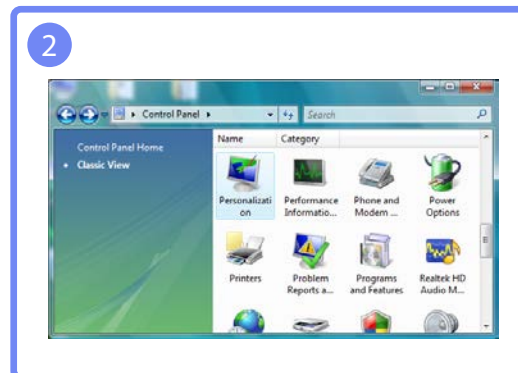 2
Control Panel
Search
Control Panel Home
Classic View
Name Category
Personalizati
on
Performance
Informatio...
Phone and
Modem ...
Power
Options
Printers
Problem
Reports a...
Programs
and Features
Realtek HD
Audio M...